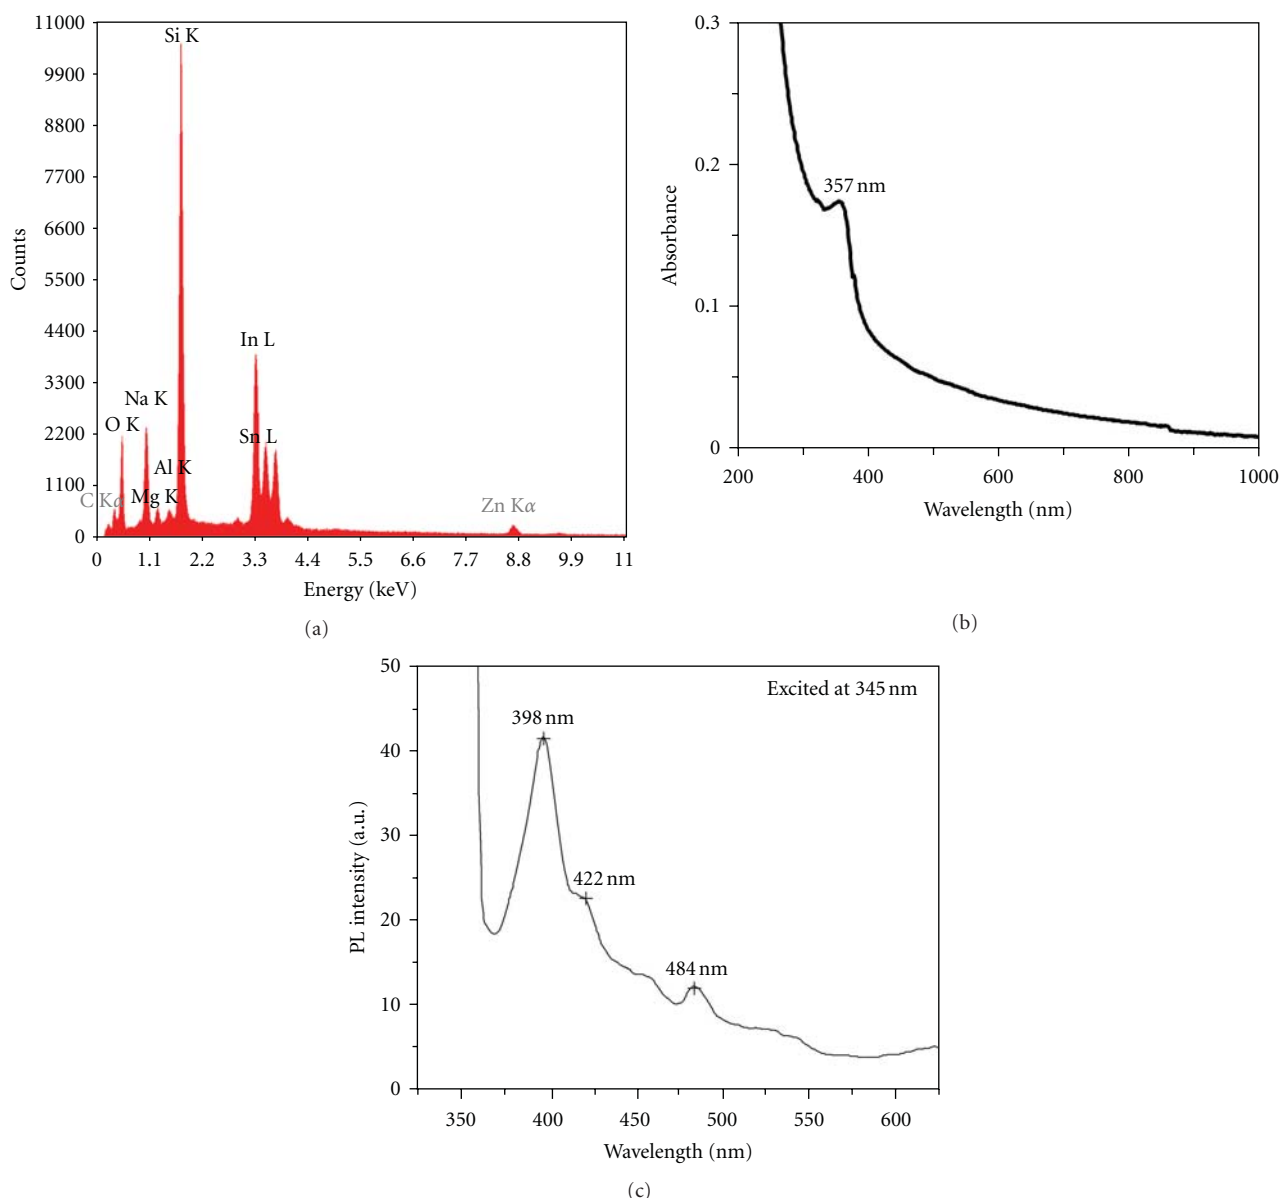 11000
9900
8800
7700
6600
5500
4400
3300
2200
1100
0
Counts
Si K
In L
Na K
O K
Sn L
Al K
C Kα
Mg K
Zn Kα
0 1.1 2.2 3.3 4.4 5.5 6.6 7.7 8.8 9.9 11
Energy (keV)
(a)
0.3
0.2
0.1
0
Absorbance
357 nm
200 400 600 800 1000
Wavelength (nm)
(b)
50
40
30
20
10
0
PL intensity (a.u.)
Excited at 345 nm
398 nm
422 nm
484 nm
350 400 450 500 550 600
Wavelength (nm)
(c)